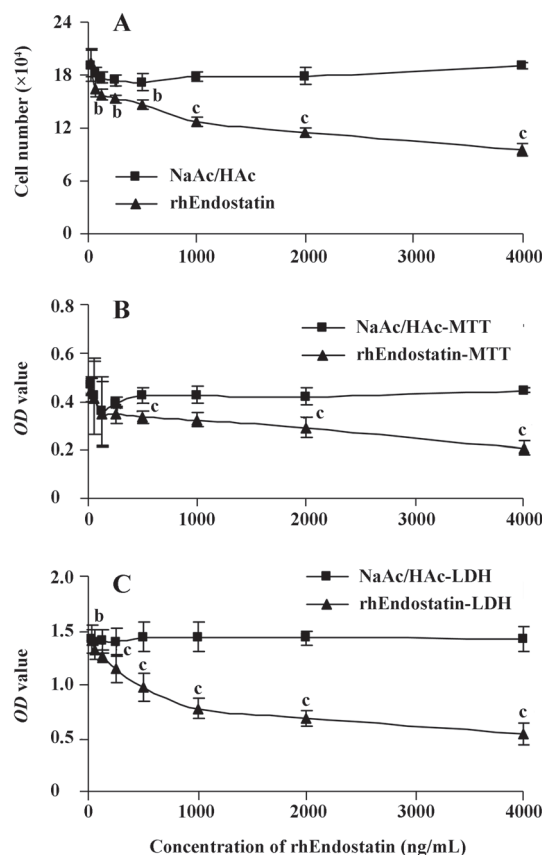 A
Cell number (×10⁴)
24
18
12
6
0
b
b
b
c
c
c
NaAc/HAc
rhEndostatin
0
1000
2000
3000
4000
B
OD value
0.8
0.6
0.4
0.2
0
NaAc/HAc-MTT
rhEndostatin-MTT
c
c
c
0
1000
2000
3000
4000
C
OD value
2.0
1.5
1.0
0.5
0.0
NaAc/HAc-LDH
rhEndostatin-LDH
b
c
c
c
c
c
0
1000
2000
3000
4000
Concentration of rhEndostatin (ng/mL)